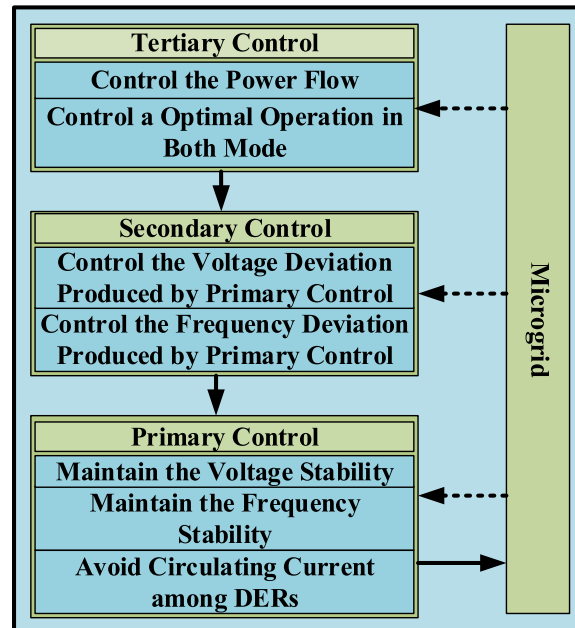 Tertiary Control
Control the Power Flow
Control a Optimal Operation in
Both Mode
Secondary Control
Control the Voltage Deviation
Produced by Primary Control
Control the Frequency Deviation
Produced by Primary Control
Primary Control
Maintain the Voltage Stability
Maintain the Frequency
Stability
Avoid Circulating Current
among DERs
Microgrid